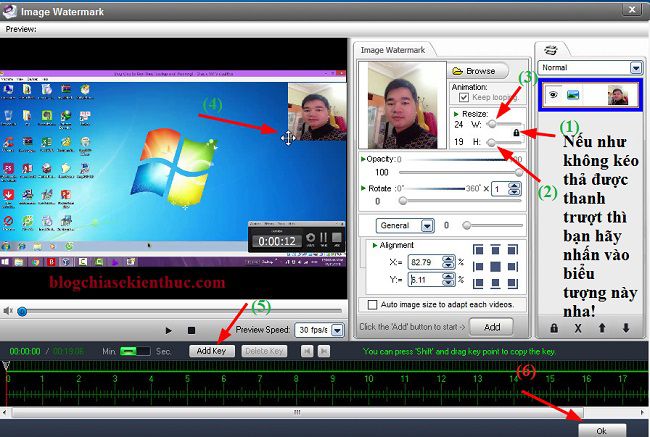 Image Watermark
X
Preview:
Image Watermark
Browse
Normal
Animation:
Keep looping.
(3)
Resize:
24 W:
19 H:
(4)
(1)
(2)
Nếu như
không kéo
thả được
thanh
trượt thì
bạn hãy
nhấn vào
biểu
tượng này
nha!
Opacity: 0
100
100
Rotate : 0°
360° X 1
0
General
0
Alignment
X:= 82.79 %
Y:= 6.11 %
0:00:12
blogchiasekienthuc.com
Auto image size to adapt each videos.
(5)
Preview Speed: 30 fps/s
Click the 'Add' button to start->
Add
X
00:00:00 / 00:19:06
Min.
Sec.
Add Key
Delete Key
You can press 'Shift' and drag key point to copy the key.
(6)
0 1 2 3 4 5 6 7 8 9 10 11 12 13 14 15 16 17
Ok